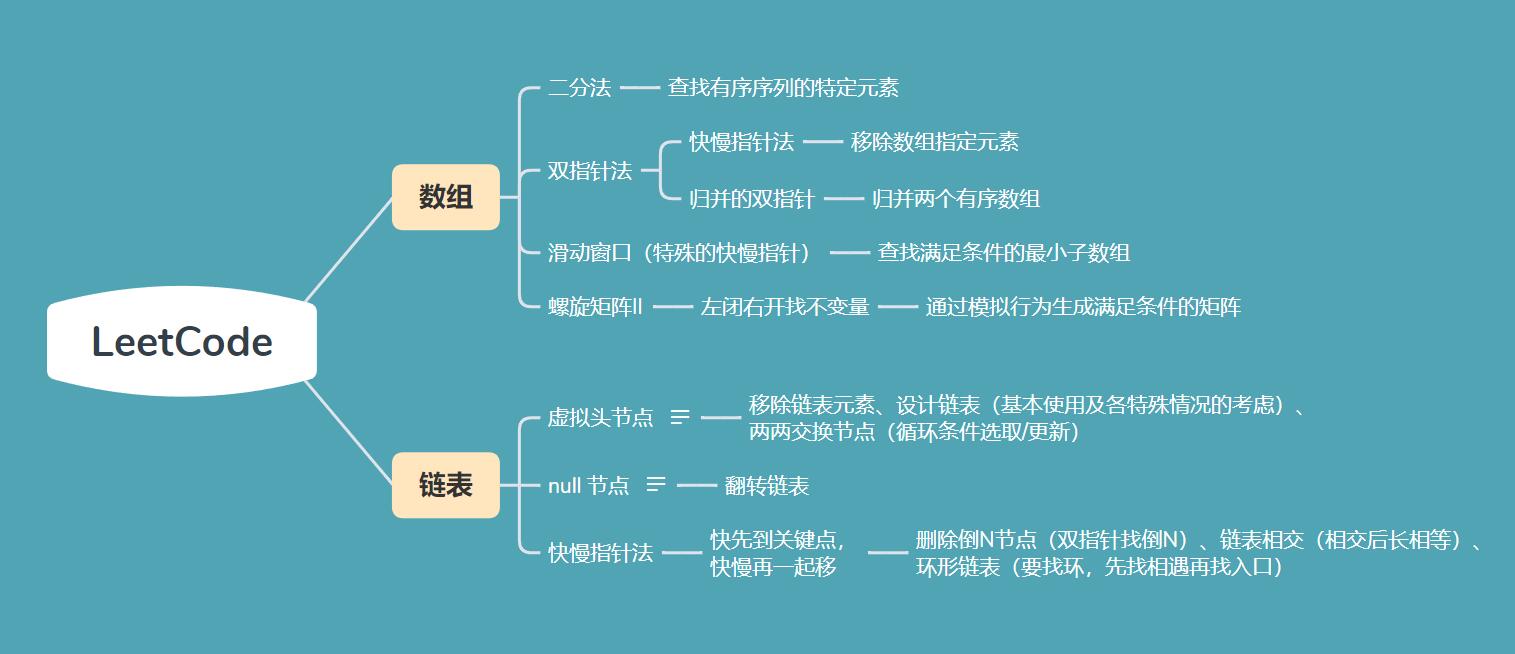 LeetCode
数组
二分法
查找有序序列的特定元素
双指针法
快慢指针法
移除数组指定元素
归并的双指针
归并两个有序数组
滑动窗口（特殊的快慢指针）
查找满足条件的最小子数组
螺旋矩阵II
左闭右开找不变量
通过模拟行为生成满足条件的矩阵
链表
虚拟头节点
移除链表元素、设计链表（基本使用及各特殊情况的考虑）、
两两交换节点（循环条件选取/更新）
null 节点
翻转链表
快慢指针法
快先到关键点，
快慢再一起移
删除倒N节点（双指针找倒N）、链表相交（相交后长相等）、
环形链表（要找环，先找相遇再找入口）